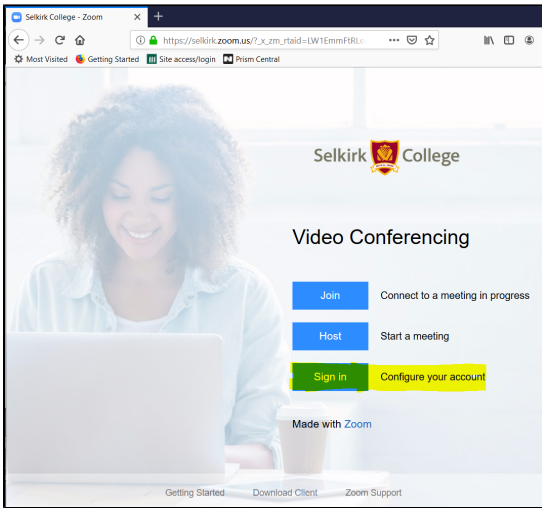 Selkirk College - Zoom
https://selkirk.zoom.us/?_x_zm_rtaid=LW1EmmFtRL
Most Visited Getting Started Site access/login Prism Central
Selkirk College
Video Conferencing
Join Connect to a meeting in progress
Host Start a meeting
Sign in Configure your account
Made with Zoom
Getting Started Download Client Zoom Support